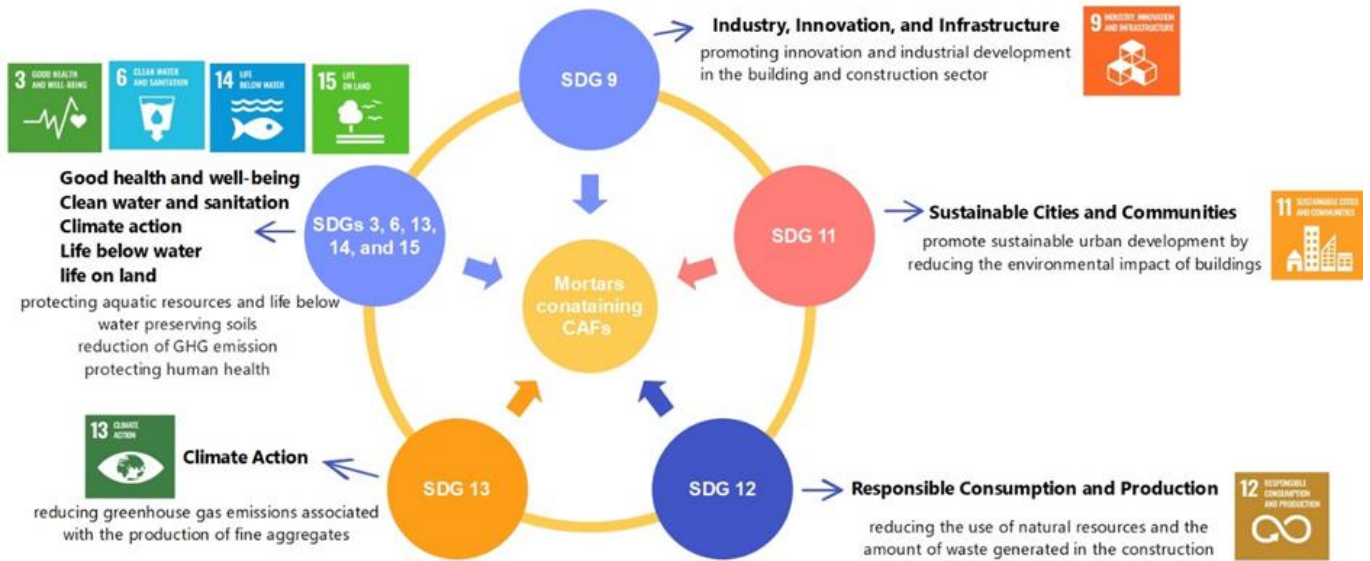 SDG 9
Industry, Innovation, and Infrastructure
promoting innovation and industrial development
in the building and construction sector
9 INDUSTRY, INNOVATION
AND INFRASTRUCTURE
3 GOOD HEALTH
AND WELL-BEING
6 CLEAN WATER
AND SANITATION
14 LIFE
BELOW WATER
15 LIFE
ON LAND
Good health and well-being
Clean water and sanitation
Climate action
Life below water
life on land
protecting aquatic resources and life below
water preserving soils
reduction of GHG emission
protecting human health
SDGs 3, 6, 13,
14, and 15
SDG 11
Sustainable Cities and Communities
promote sustainable urban development by
reducing the environmental impact of buildings
11 SUSTAINABLE CITIES
AND COMMUNITIES
Mortars
conataining
CAFs
13 CLIMATE
ACTION
Climate Action
reducing greenhouse gas emissions associated
with the production of fine aggregates
SDG 13
SDG 12
Responsible Consumption and Production
reducing the use of natural resources and the
amount of waste generated in the construction
12 RESPONSIBLE
CONSUMPTION
AND PRODUCTION